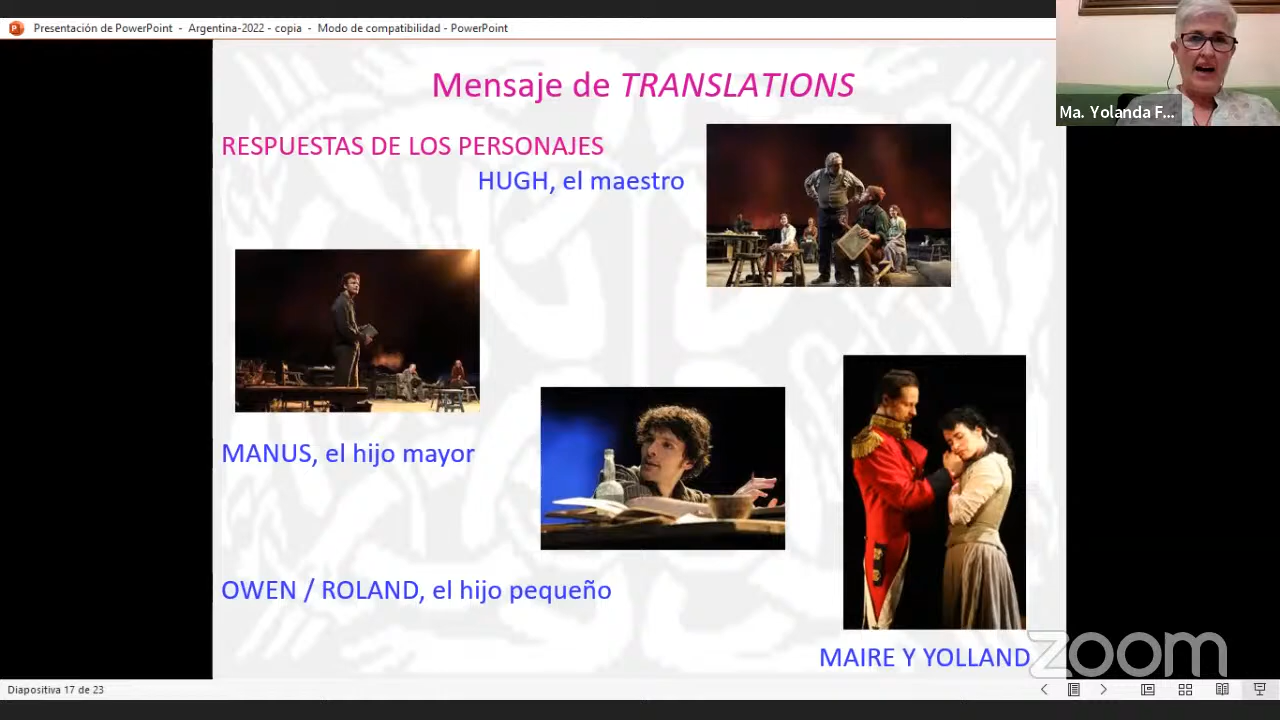 Presentación de PowerPoint - Argentina-2022 - copia - Modo de compatibilidad - PowerPoint
Ma. Yolanda F...
Mensaje de TRANSLATIONS
RESPUESTAS DE LOS PERSONAJES
HUGH, el maestro
MANUS, el hijo mayor
OWEN / ROLAND, el hijo pequeño
MAIRE Y YOLLAND
zoom
Diapositiva 17 de 23